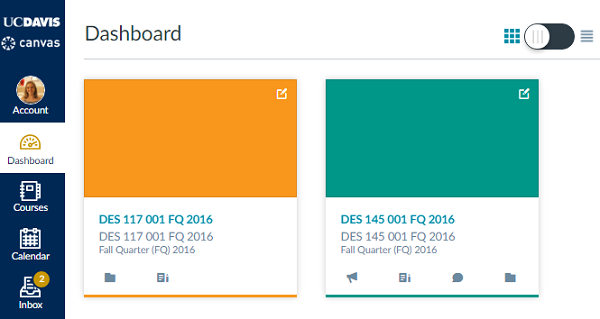 UCDAVIS
canvas
Account
Dashboard
Courses
Calendar
2
Inbox
Dashboard
DES 117 001 FQ 2016
DES 117 001 FQ 2016
Fall Quarter (FQ) 2016
DES 145 001 FQ 2016
DES 145 001 FQ 2016
Fall Quarter (FQ) 2016